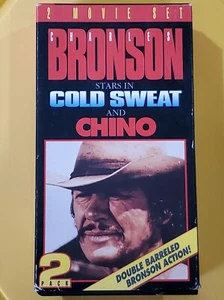 2 MOVIE SET
CHARLES
BRONSON
STARS IN
COLD SWEAT
AND
CHINO
DOUBLE BARRELED
BRONSON ACTION!
2
PACK